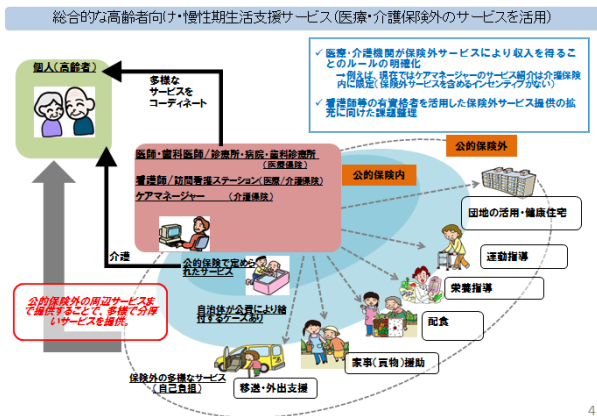 総合的な高齢者向け・慢性期生活支援サービス(医療・介護保険外のサービスを活用)
✓ 医療・介護機関が保険外サービスにより収入を得るこ
とのルールの明確化
→例えば、現在ではケアマネージャーのサービス紹介は介護保険
内に限定(保険外サービスを含めるインセンティブがない)
✓ 看護師等の有資格者を活用した保険外サービス提供の拡
充に向けた課題整理
個人(高齢者)
多様な
サービスを
コーディネート
医師・歯科医師/診療所・病院・歯科診療所
(医療保険)
看護師/訪問看護ステーション(医療/介護保険)
ケアマネージャー (介護保険)
公的保険外
公的保険内
団地の活用・健康住宅
運動指導
栄養指導
配食
家事(買物)援助
移送・外出支援
介護
公的保険で定めら
れたサービス
自治体が公費により給
付するケースあり
公的保険外の周辺サービスま
で提供することで、多様で分厚
いサービスを提供。
保険外の多様なサービス
(自己負担)
4